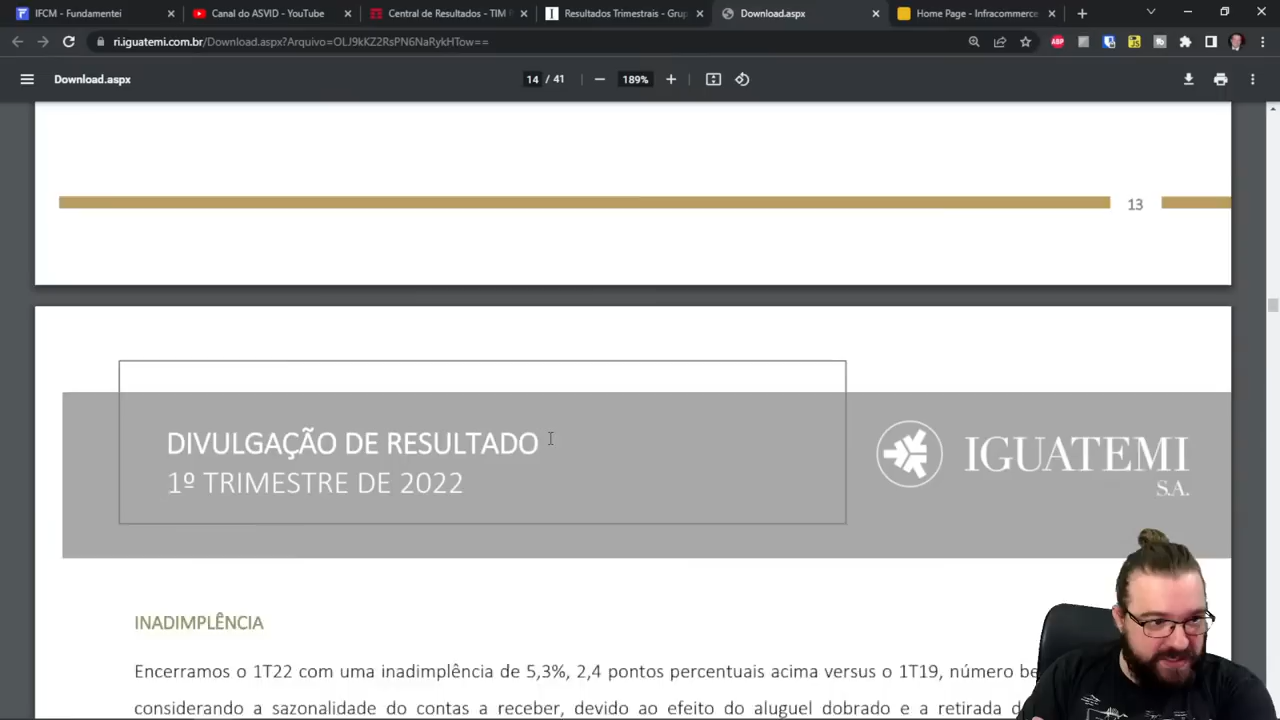 IFCM - Fundamentei
Canal do ASVID - YouTube
Central de Resultados - TIM
Resultados Trimestrais - Grup
Download.aspx
Home Page - Infracommerce
ri.iguatemi.com.br/Download.aspx?Arquivo=OLJ9kKZ2RsPN6NaRykHTow==
ABP
Download.aspx
14 / 41
189%
13
DIVULGAÇÃO DE RESULTADO
1º TRIMESTRE DE 2022
IGUATEMI
S.A.
INADIMPLÊNCIA
Encerramos o 1T22 com uma inadimplência de 5,3%, 2,4 pontos percentuais acima versus o 1T19, número be
considerando a sazonalidade do contas a receber, devido ao efeito do aluguel dobrado e a retirada d